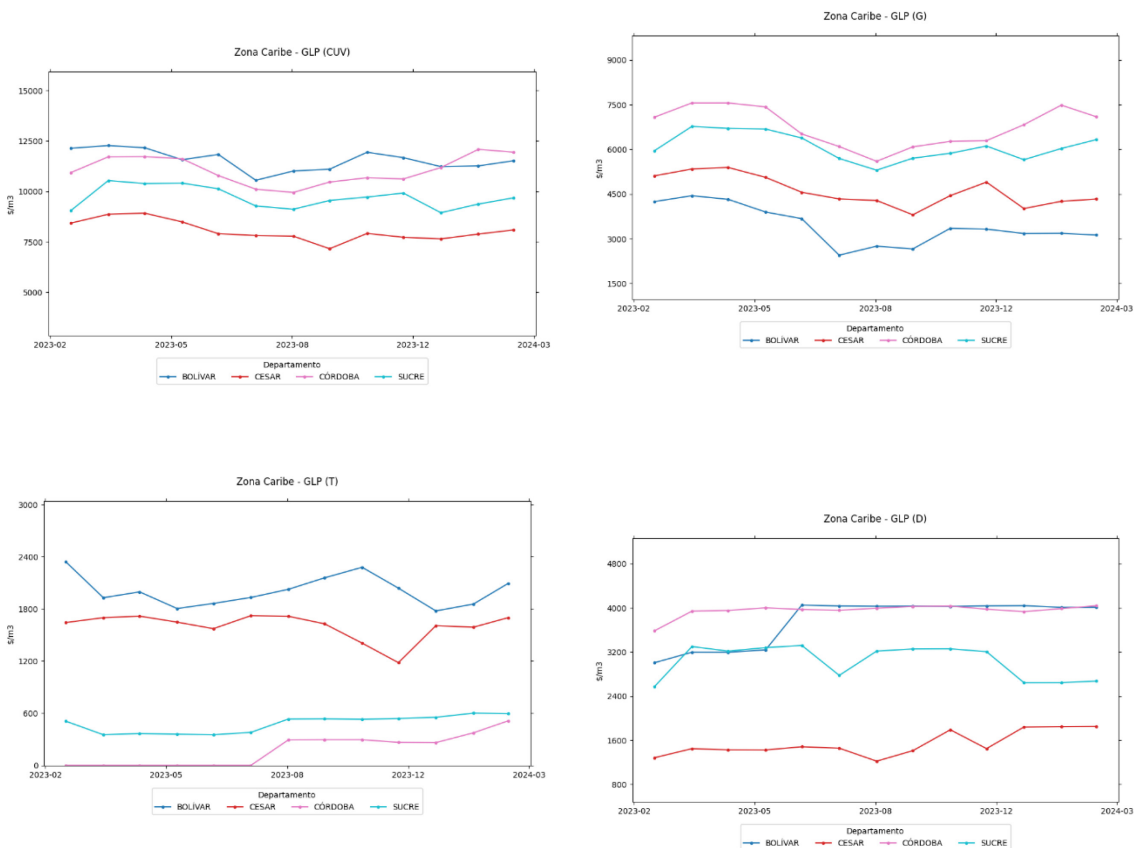 Zona Caribe - GLP (CUV)
15000
12500
10000
7500
5000
$/m3
2023-02 2023-05 2023-08 2023-12 2024-03
Departamento
BOLÍVAR CESAR CÓRDOBA SUCRE
Zona Caribe - GLP (G)
9000
7500
6000
4500
3000
1500
$/m3
2023-02 2023-05 2023-08 2023-12 2024-03
Departamento
BOLÍVAR CESAR CÓRDOBA SUCRE
Zona Caribe - GLP (T)
3000
2400
1800
1200
600
0
$/m3
2023-02 2023-05 2023-08 2023-12 2024-03
Departamento
BOLÍVAR CESAR CÓRDOBA SUCRE
Zona Caribe - GLP (D)
4800
4000
3200
2400
1600
800
$/m3
2023-02 2023-05 2023-08 2023-12 2024-03
Departamento
BOLÍVAR CESAR CÓRDOBA SUCRE